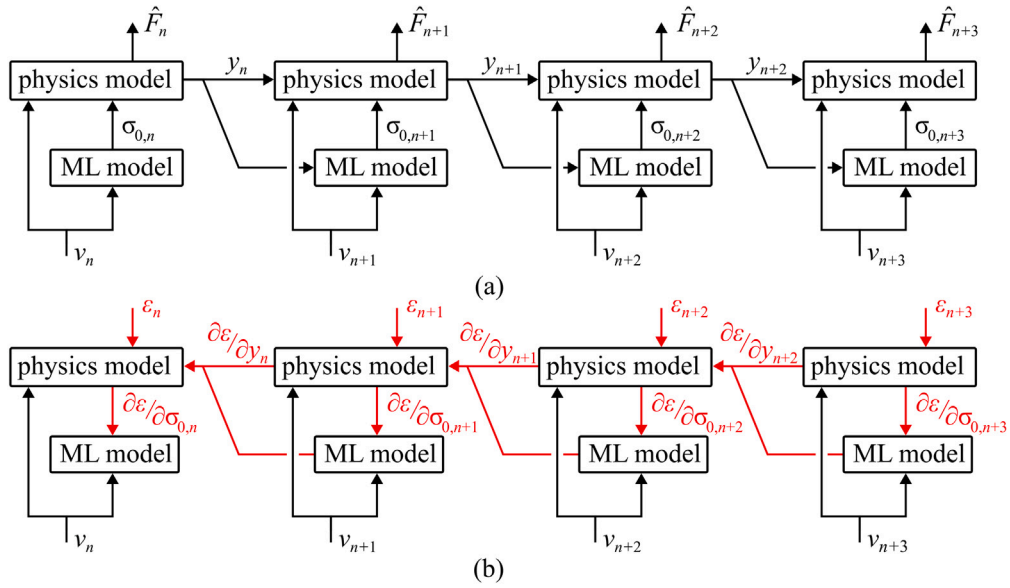 F̂ₙ F̂ₙ₊₁ F̂ₙ₊₂ F̂ₙ₊₃
physics model yₙ physics model yₙ₊₁ physics model yₙ₊₂ physics model
σ₀,ₙ σ₀,ₙ₊₁ σ₀,ₙ₊₂ σ₀,ₙ₊₃
ML model ML model ML model ML model
vₙ vₙ₊₁ vₙ₊₂ vₙ₊₃
(a)
εₙ εₙ₊₁ εₙ₊₂ εₙ₊₃
∂ε/∂yₙ ∂ε/∂yₙ₊₁ ∂ε/∂yₙ₊₂
physics model physics model physics model physics model
∂ε/∂σ₀,ₙ ∂ε/∂σ₀,ₙ₊₁ ∂ε/∂σ₀,ₙ₊₂ ∂ε/∂σ₀,ₙ₊₃
ML model ML model ML model ML model
vₙ vₙ₊₁ vₙ₊₂ vₙ₊₃
(b)